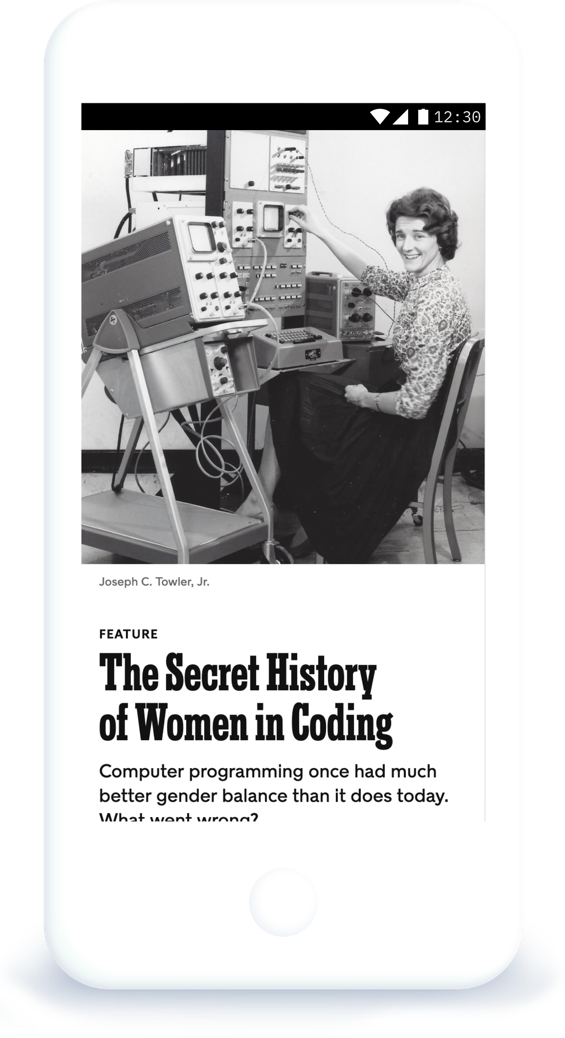 12:30
Joseph C. Towler, Jr.
FEATURE
The Secret History
of Women in Coding
Computer programming once had much
better gender balance than it does today.
What went wrong?